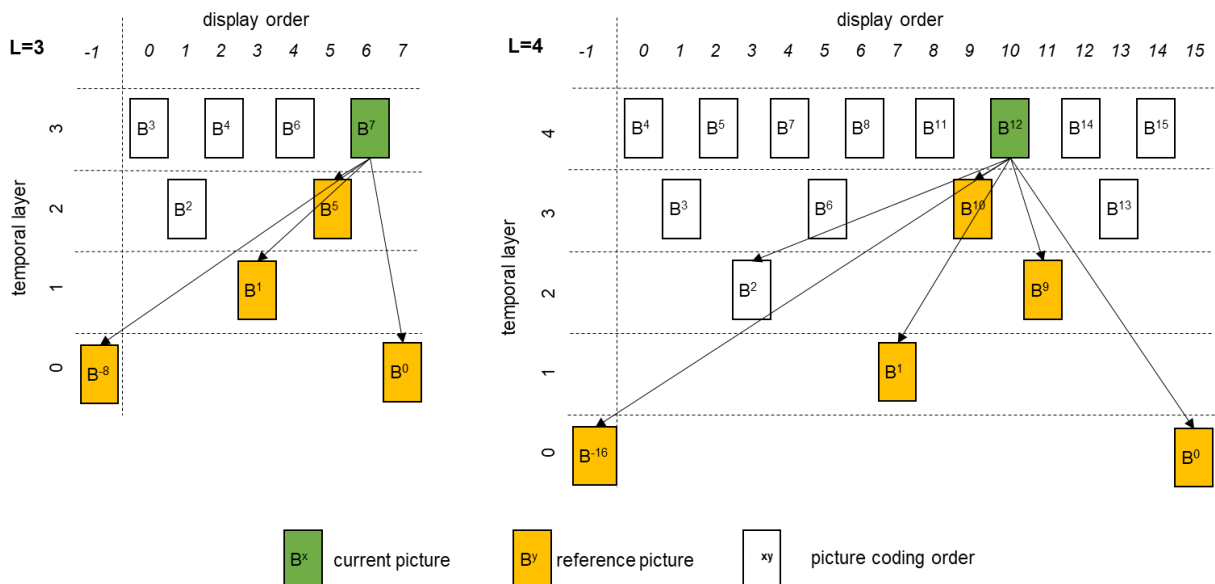 display order
L=3 -1 0 1 2 3 4 5 6 7
temporal layer
3 B³ B⁴ B⁶ B⁷
2 B² B⁵
1 B¹
0 B⁻⁸ B⁰
display order
L=4 -1 0 1 2 3 4 5 6 7 8 9 10 11 12 13 14 15
temporal layer
4 B⁴ B⁵ B⁷ B⁸ B¹¹ B¹² B¹⁴ B¹⁵
3 B³ B⁶ B¹⁰ B¹³
2 B² B⁹
1 B¹
0 B⁻¹⁶ B⁰
Bˣ current picture
Bʸ reference picture
xy picture coding order